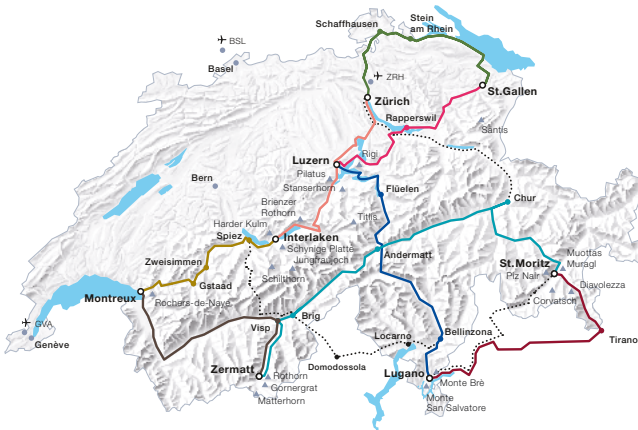 Schaffhausen
Stein
am Rhein
BSL
Basel
ZRH
Zürich
St.Gallen
Rapperswil
Säntis
Luzern
Rigi
Pilatus
Stanserhorn
Bern
Flüelen
Chur
Brienzer
Rothorn
Harder Kulm
Titlis
Spiez
Interlaken
Schynige Platte
Jungfraujoch
Andermatt
Zweisimmen
Schilthorn
St.Moritz
Muottas
Muragl
Piz Nair
Diavolezza
Corvatsch
Gstaad
Montreux
Rochers-de-Naye
GVA
Genève
Visp
Brig
Locarno
Bellinzona
Tirano
Domodossola
Zermatt
Rothorn
Gornergrat
Matterhorn
Lugano
Monte Brè
Monte
San Salvatore